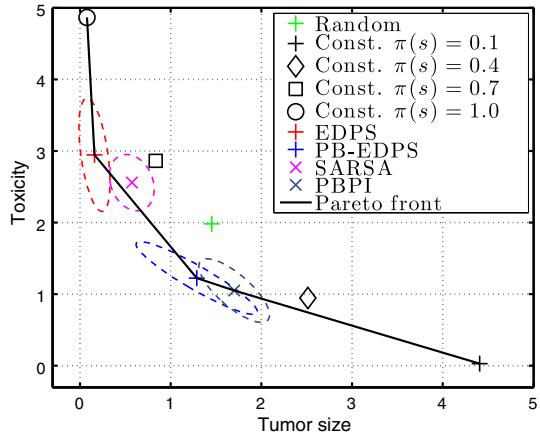 5
4
3
2
1
0
Toxicity
0
1
2
3
4
5
Tumor size
Random
Const. π(s) = 0.1
Const. π(s) = 0.4
Const. π(s) = 0.7
Const. π(s) = 1.0
EDPS
PB-EDPS
SARSA
PBPI
Pareto front